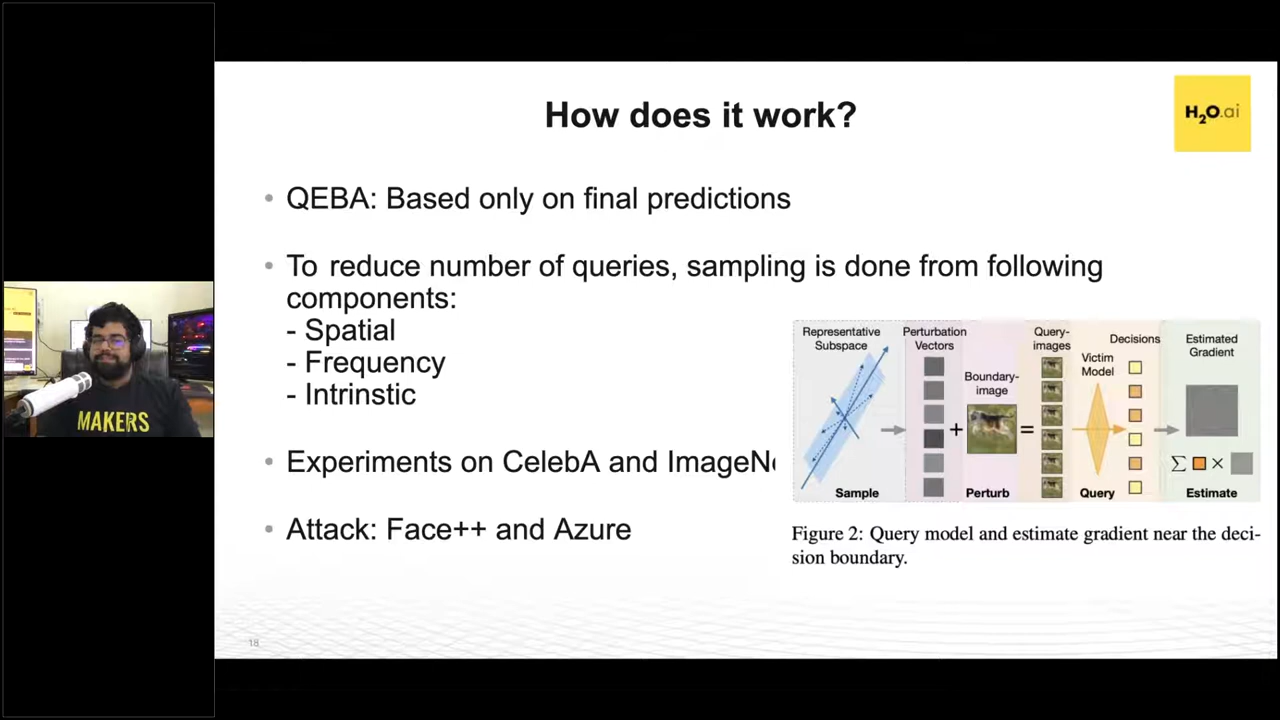 How does it work?
H2O.ai
• QEBA: Based only on final predictions
• To reduce number of queries, sampling is done from following
components:
- Spatial
- Frequency
- Intrinstic
• Experiments on CelebA and ImageNe
• Attack: Face++ and Azure
Representative
Subspace
Perturbation
Vectors
Boundary-
image
Query-
images
Victim
Model
Decisions
Estimated
Gradient
+
=
Σ ×
Sample
Perturb
Query
Estimate
Figure 2: Query model and estimate gradient near the deci-
sion boundary.
MAKERS
18